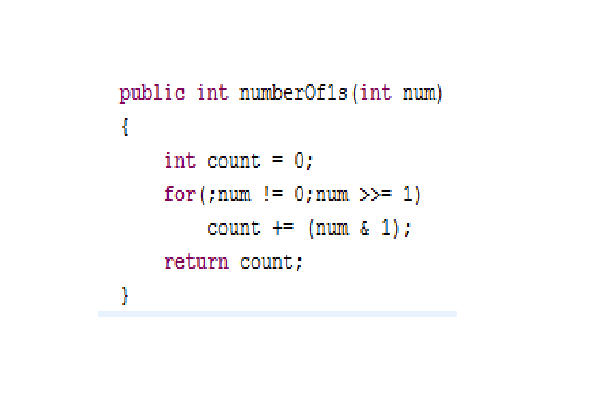 public int numberOf1s(int num)
{
    int count = 0;
    for(;num != 0;num >>= 1)
        count += (num & 1);
    return count;
}